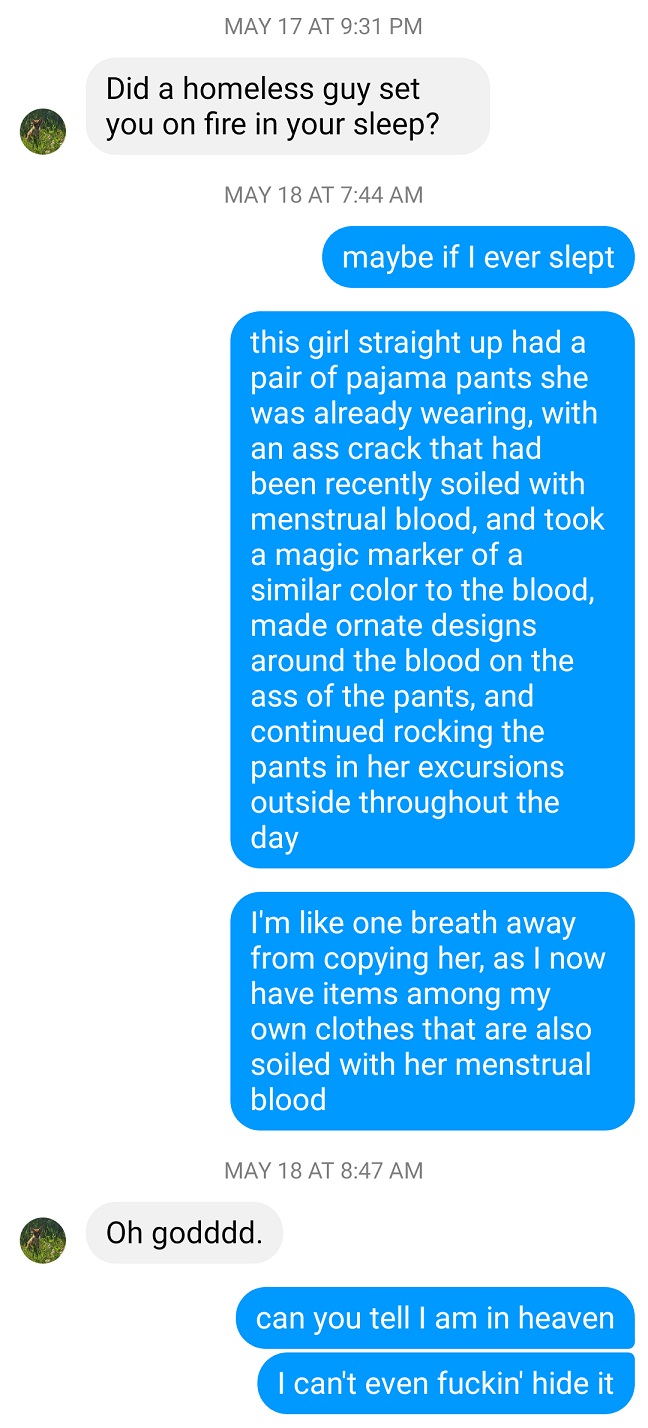 MAY 17 AT 9:31 PM
Did a homeless guy set
you on fire in your sleep?
MAY 18 AT 7:44 AM
maybe if I ever slept
this girl straight up had a
pair of pajama pants she
was already wearing, with
an ass crack that had
been recently soiled with
menstrual blood, and took
a magic marker of a
similar color to the blood,
made ornate designs
around the blood on the
ass of the pants, and
continued rocking the
pants in her excursions
outside throughout the
day
I'm like one breath away
from copying her, as I now
have items among my
own clothes that are also
soiled with her menstrual
blood
MAY 18 AT 8:47 AM
Oh godddd.
can you tell I am in heaven
I can't even fuckin' hide it